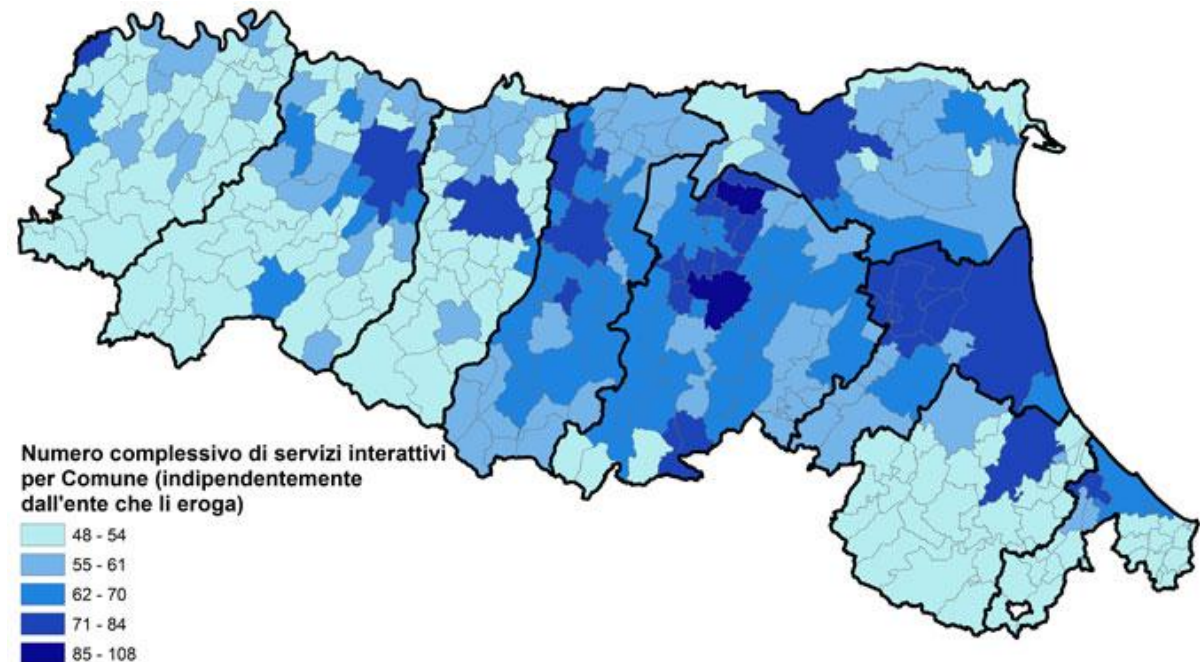 Numero complessivo di servizi interattivi
per Comune (indipendentemente
dall'ente che li eroga)
48 - 54
55 - 61
62 - 70
71 - 84
85 - 108